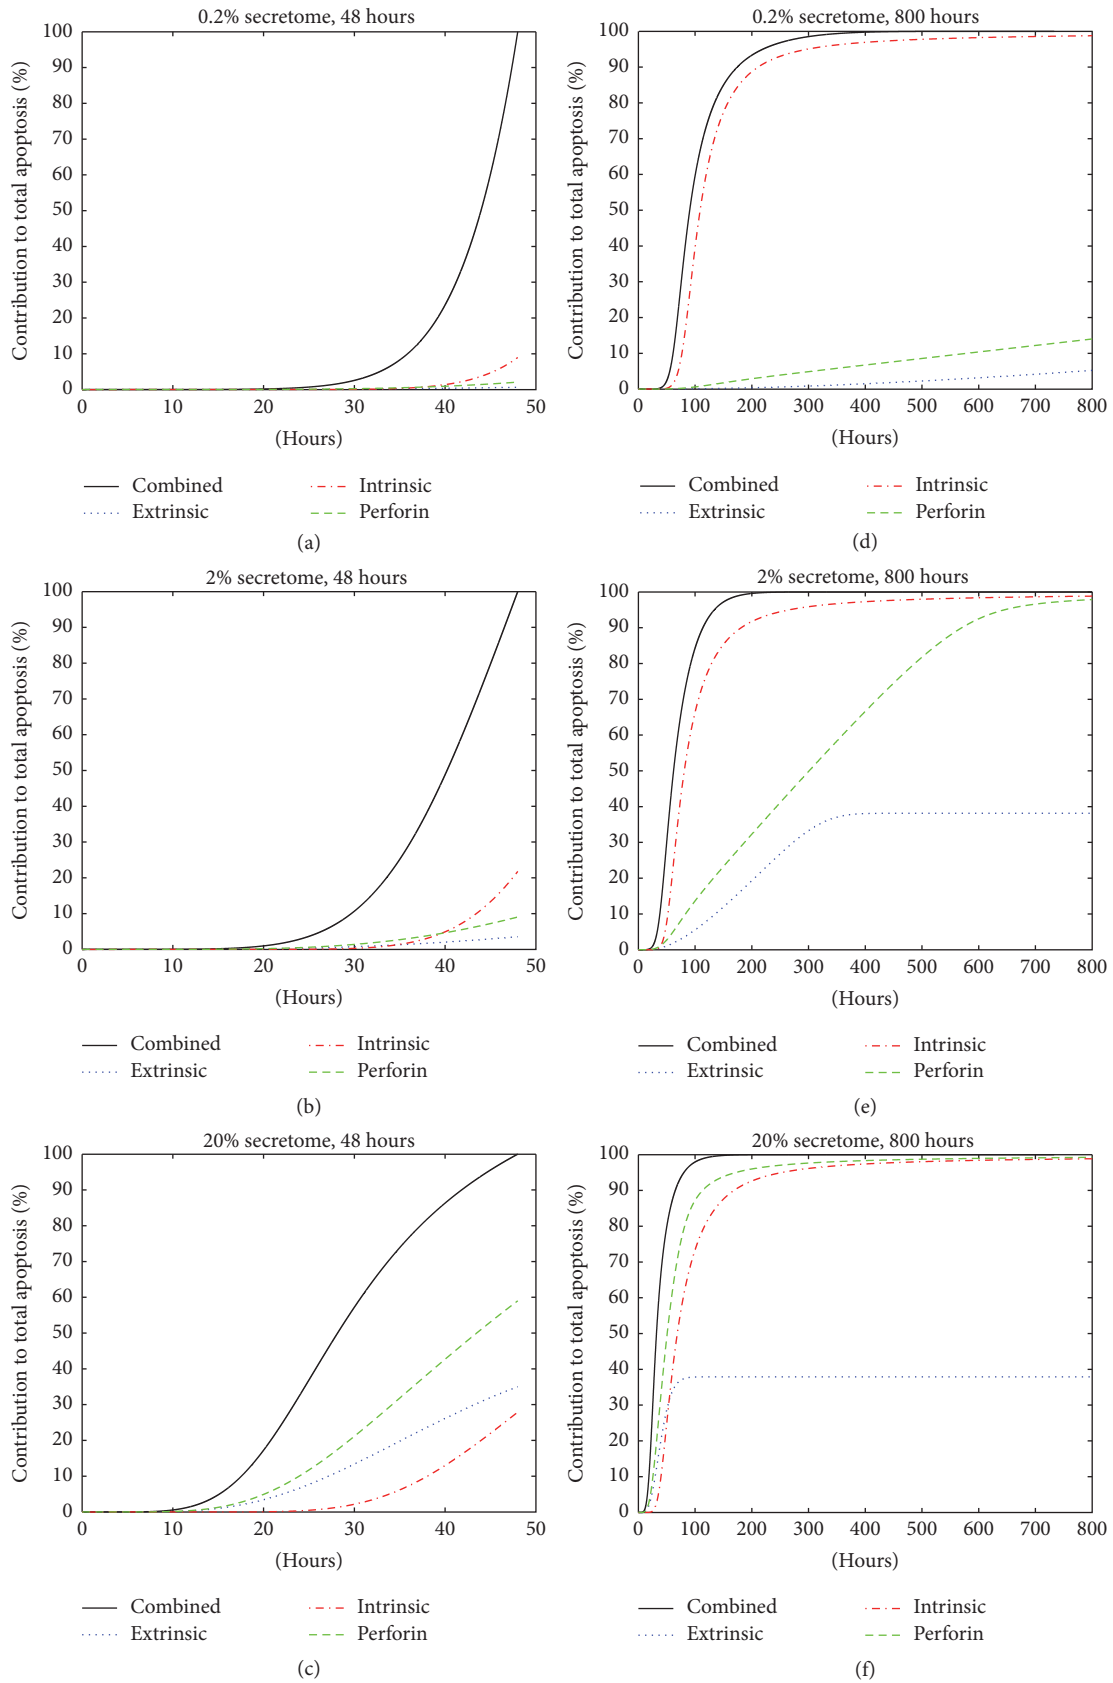 0.2% secretome, 48 hours
Contribution to total apoptosis (%)
100
90
80
70
60
50
40
30
20
10
0
0 10 20 30 40 50
(Hours)
Combined Intrinsic
Extrinsic Perforin
(a)
0.2% secretome, 800 hours
Contribution to total apoptosis (%)
100
90
80
70
60
50
40
30
20
10
0
0 100 200 300 400 500 600 700 800
(Hours)
Combined Intrinsic
Extrinsic Perforin
(d)
2% secretome, 48 hours
Contribution to total apoptosis (%)
100
90
80
70
60
50
40
30
20
10
0
0 10 20 30 40 50
(Hours)
Combined Intrinsic
Extrinsic Perforin
(b)
2% secretome, 800 hours
Contribution to total apoptosis (%)
100
90
80
70
60
50
40
30
20
10
0
0 100 200 300 400 500 600 700 800
(Hours)
Combined Intrinsic
Extrinsic Perforin
(e)
20% secretome, 48 hours
Contribution to total apoptosis (%)
100
90
80
70
60
50
40
30
20
10
0
0 10 20 30 40 50
(Hours)
Combined Intrinsic
Extrinsic Perforin
(c)
20% secretome, 800 hours
Contribution to total apoptosis (%)
100
90
80
70
60
50
40
30
20
10
0
0 100 200 300 400 500 600 700 800
(Hours)
Combined Intrinsic
Extrinsic Perforin
(f)